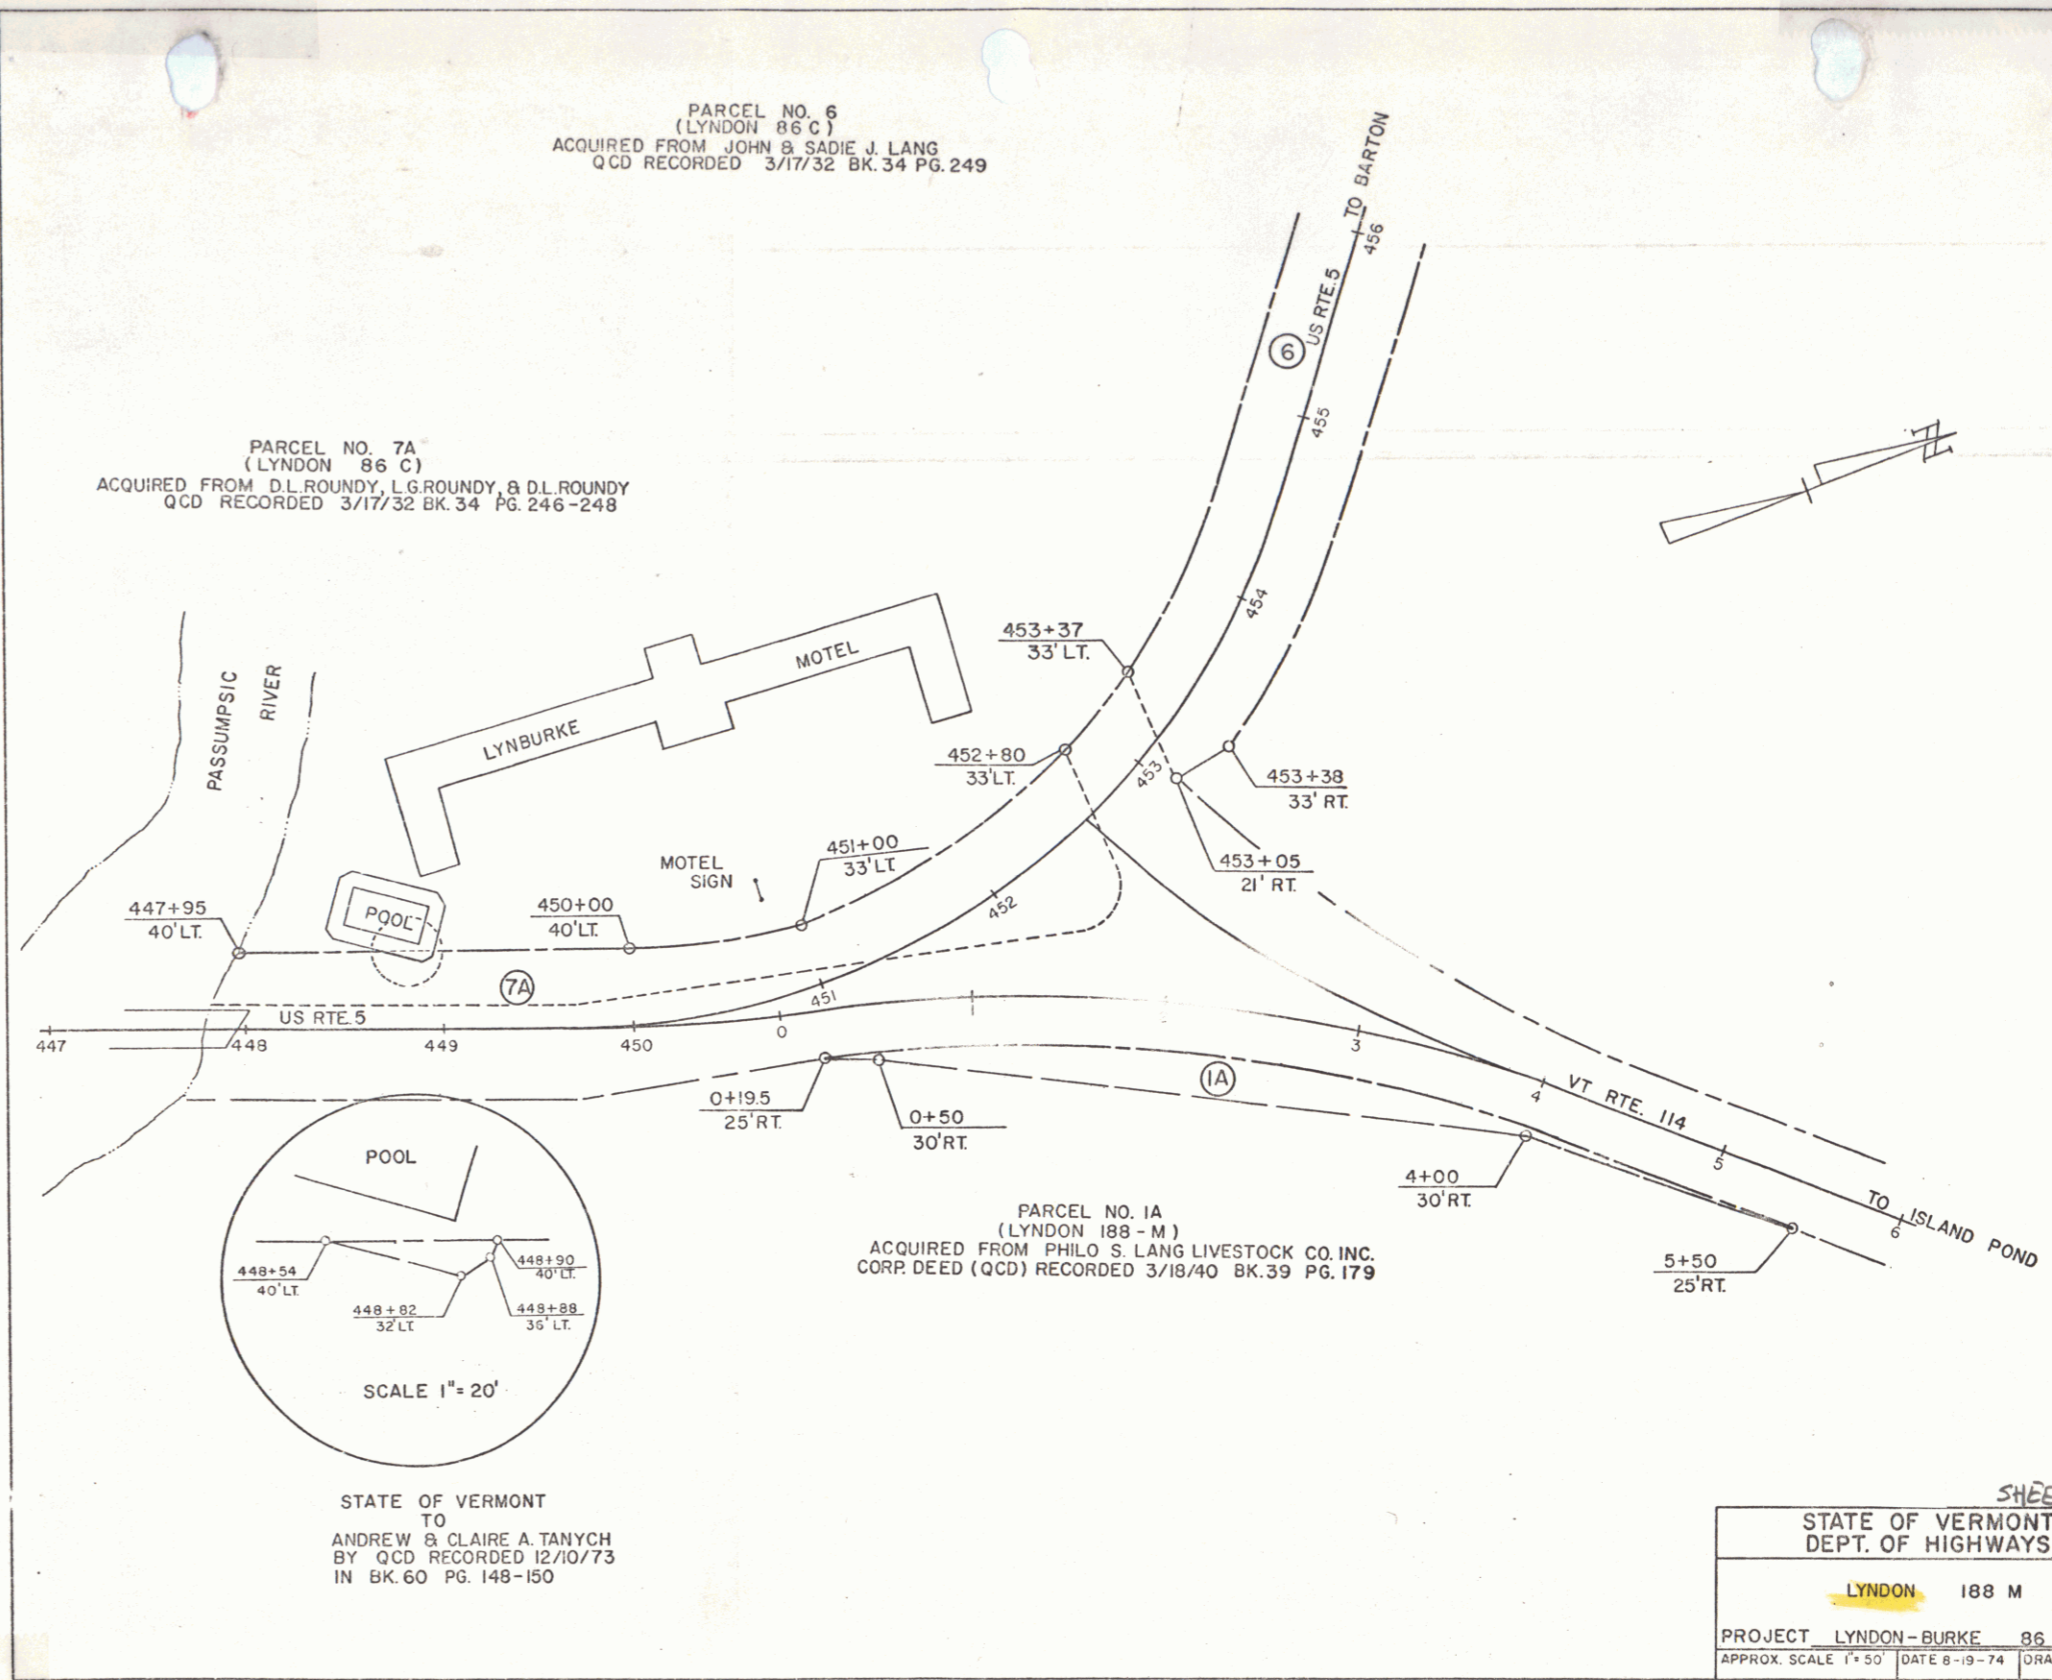 PARCEL NO. 6
(LYNDON 86 C)
ACQUIRED FROM JOHN & SADIE J. LANG
QCD RECORDED 3/17/32 BK. 34 PG. 249
TO BARTON
456
US RTE. 5
6
455
N
PARCEL NO. 7A
(LYNDON 86 C)
ACQUIRED FROM D.L. ROUNDY, L.G. ROUNDY, & D.L. ROUNDY
QCD RECORDED 3/17/32 BK. 34 PG. 246-248
454
453+37
33' LT.
PASSUMPSIC
RIVER
LYNBURKE
MOTEL
452+80
33' LT.
453
453+38
33' RT.
451+00
33' LT.
MOTEL
SIGN
453+05
21' RT.
447+95
40' LT.
POOL
450+00
40' LT.
452
7A
451
US RTE. 5
447
448
449
450
0
1
3
4
5
6
1A
VT RTE. 114
TO ISLAND POND
0+19.5
25' RT.
0+50
30' RT.
4+00
30' RT.
5+50
25' RT.
POOL
448+54
40' LT.
448+90
40' LT.
448+82
32' LT.
448+88
36' LT.
SCALE 1" = 20'
PARCEL NO. 1A
(LYNDON 188-M)
ACQUIRED FROM PHILO S. LANG LIVESTOCK CO. INC.
CORP. DEED (QCD) RECORDED 3/18/40 BK. 39 PG. 179
STATE OF VERMONT
TO
ANDREW & CLAIRE A. TANYCH
BY QCD RECORDED 12/10/73
IN BK. 60 PG. 148-150
SHEE
STATE OF VERMONT
DEPT. OF HIGHWAYS
LYNDON 188 M
PROJECT LYNDON-BURKE 86
APPROX. SCALE 1" = 50' DATE 8-19-74 DRA